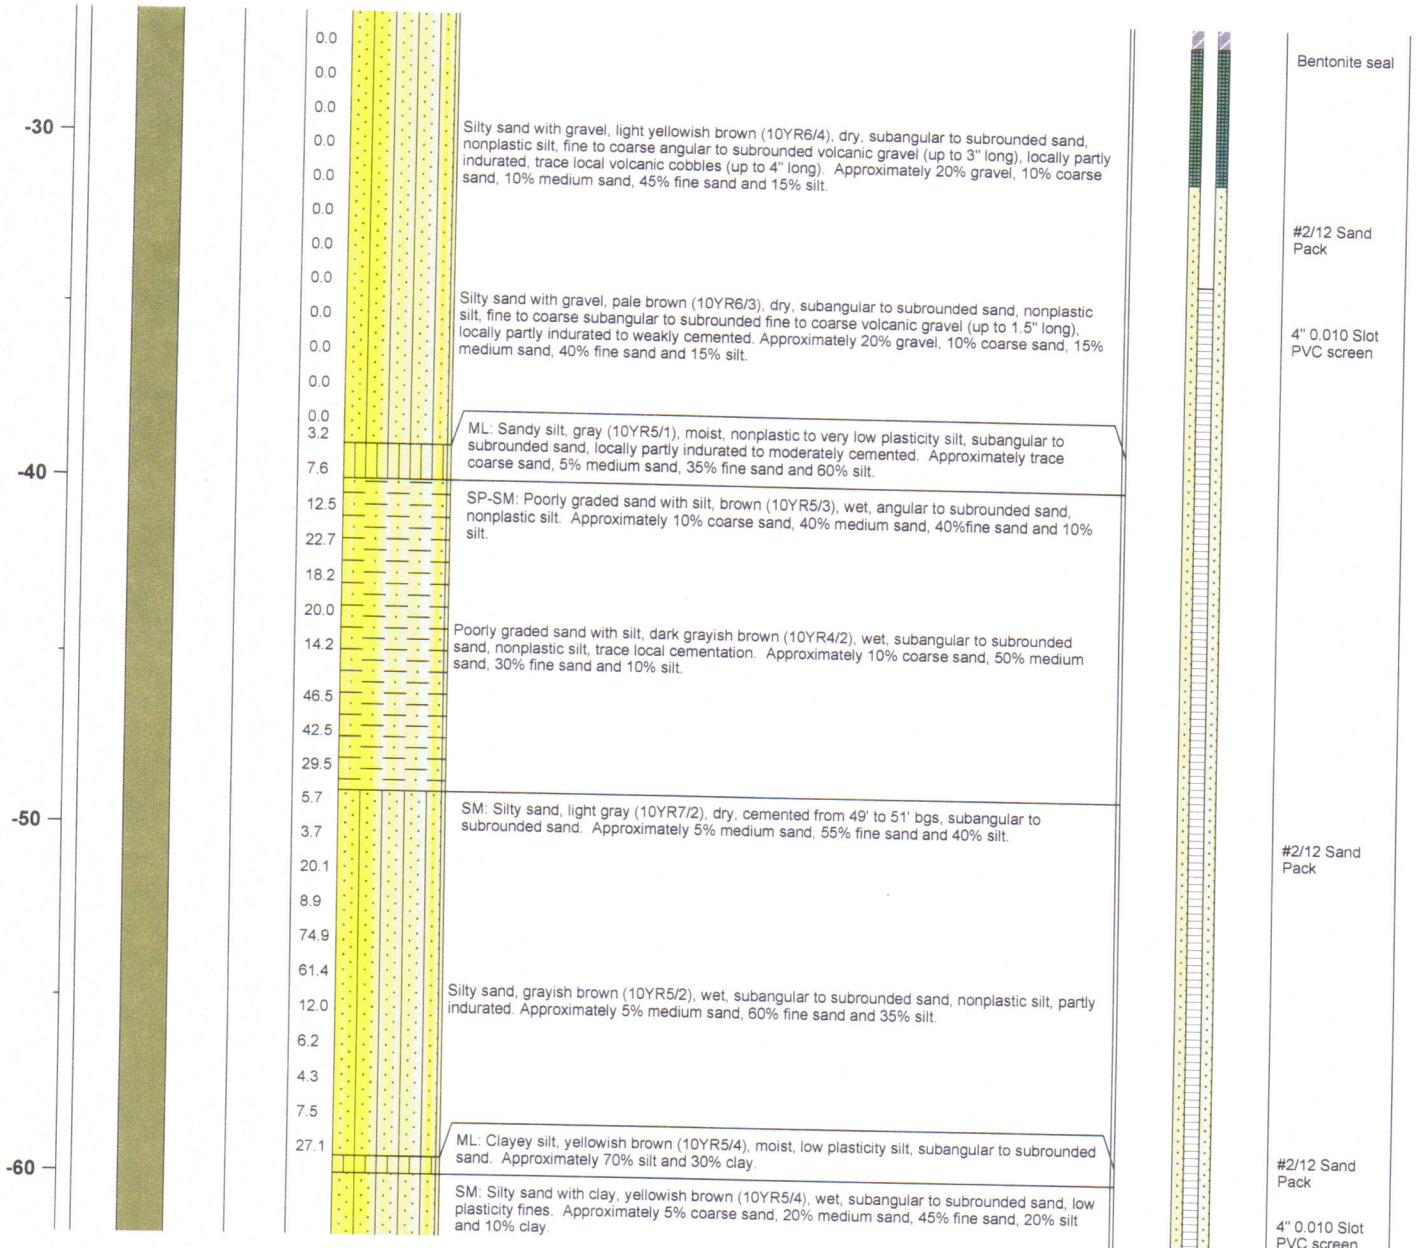 0.0
0.0
0.0
0.0
0.0
0.0
0.0
0.0
0.0
0.0
0.0
0.0
3.2
7.6
12.5
22.7
18.2
20.0
14.2
46.5
42.5
29.5
5.7
3.7
20.1
8.9
74.9
61.4
12.0
6.2
4.3
7.5
27.1
-30
-40
-50
-60
Silty sand with gravel, light yellowish brown (10YR6/4), dry, subangular to subrounded sand,
nonplastic silt, fine to coarse angular to subrounded volcanic gravel (up to 3" long), locally partly
indurated, trace local volcanic cobbles (up to 4" long). Approximately 20% gravel, 10% coarse
sand, 10% medium sand, 45% fine sand and 15% silt.
Silty sand with gravel, pale brown (10YR6/3), dry, subangular to subrounded sand, nonplastic
silt, fine to coarse subangular to subrounded fine to coarse volcanic gravel (up to 1.5" long),
locally partly indurated to weakly cemented. Approximately 20% gravel, 10% coarse sand, 15%
medium sand, 40% fine sand and 15% silt.
ML: Sandy silt, gray (10YR5/1), moist, nonplastic to very low plasticity silt, subangular to
subrounded sand, locally partly indurated to moderately cemented. Approximately trace
coarse sand, 5% medium sand, 35% fine sand and 60% silt.
SP-SM: Poorly graded sand with silt, brown (10YR5/3), wet, angular to subrounded sand,
nonplastic silt. Approximately 10% coarse sand, 40% medium sand, 40%fine sand and 10%
silt.
Poorly graded sand with silt, dark grayish brown (10YR4/2), wet, subangular to subrounded
sand, nonplastic silt, trace local cementation. Approximately 10% coarse sand, 50% medium
sand, 30% fine sand and 10% silt.
SM: Silty sand, light gray (10YR7/2), dry, cemented from 49' to 51' bgs, subangular to
subrounded sand. Approximately 5% medium sand, 55% fine sand and 40% silt.
Silty sand, grayish brown (10YR5/2), wet, subangular to subrounded sand, nonplastic silt, partly
indurated. Approximately 5% medium sand, 60% fine sand and 35% silt.
ML: Clayey silt, yellowish brown (10YR5/4), moist, low plasticity silt, subangular to subrounded
sand. Approximately 70% silt and 30% clay.
SM: Silty sand with clay, yellowish brown (10YR5/4), wet, subangular to subrounded sand, low
plasticity fines. Approximately 5% coarse sand, 20% medium sand, 45% fine sand, 20% silt
and 10% clay.
Bentonite seal
#2/12 Sand
Pack
4" 0.010 Slot
PVC screen
#2/12 Sand
Pack
#2/12 Sand
Pack
4" 0.010 Slot
PVC screen